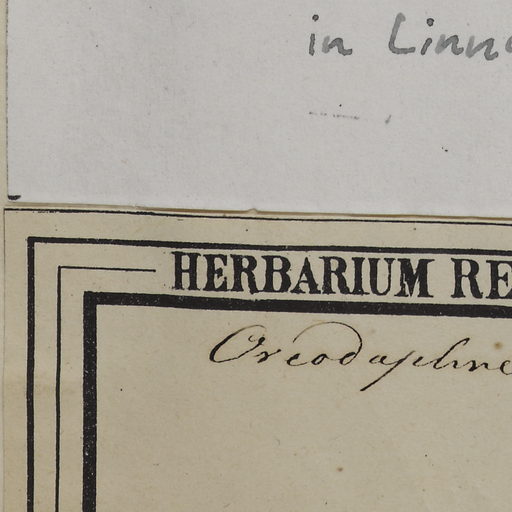 in Linn
HERBARIUM RE
Oreodaphne